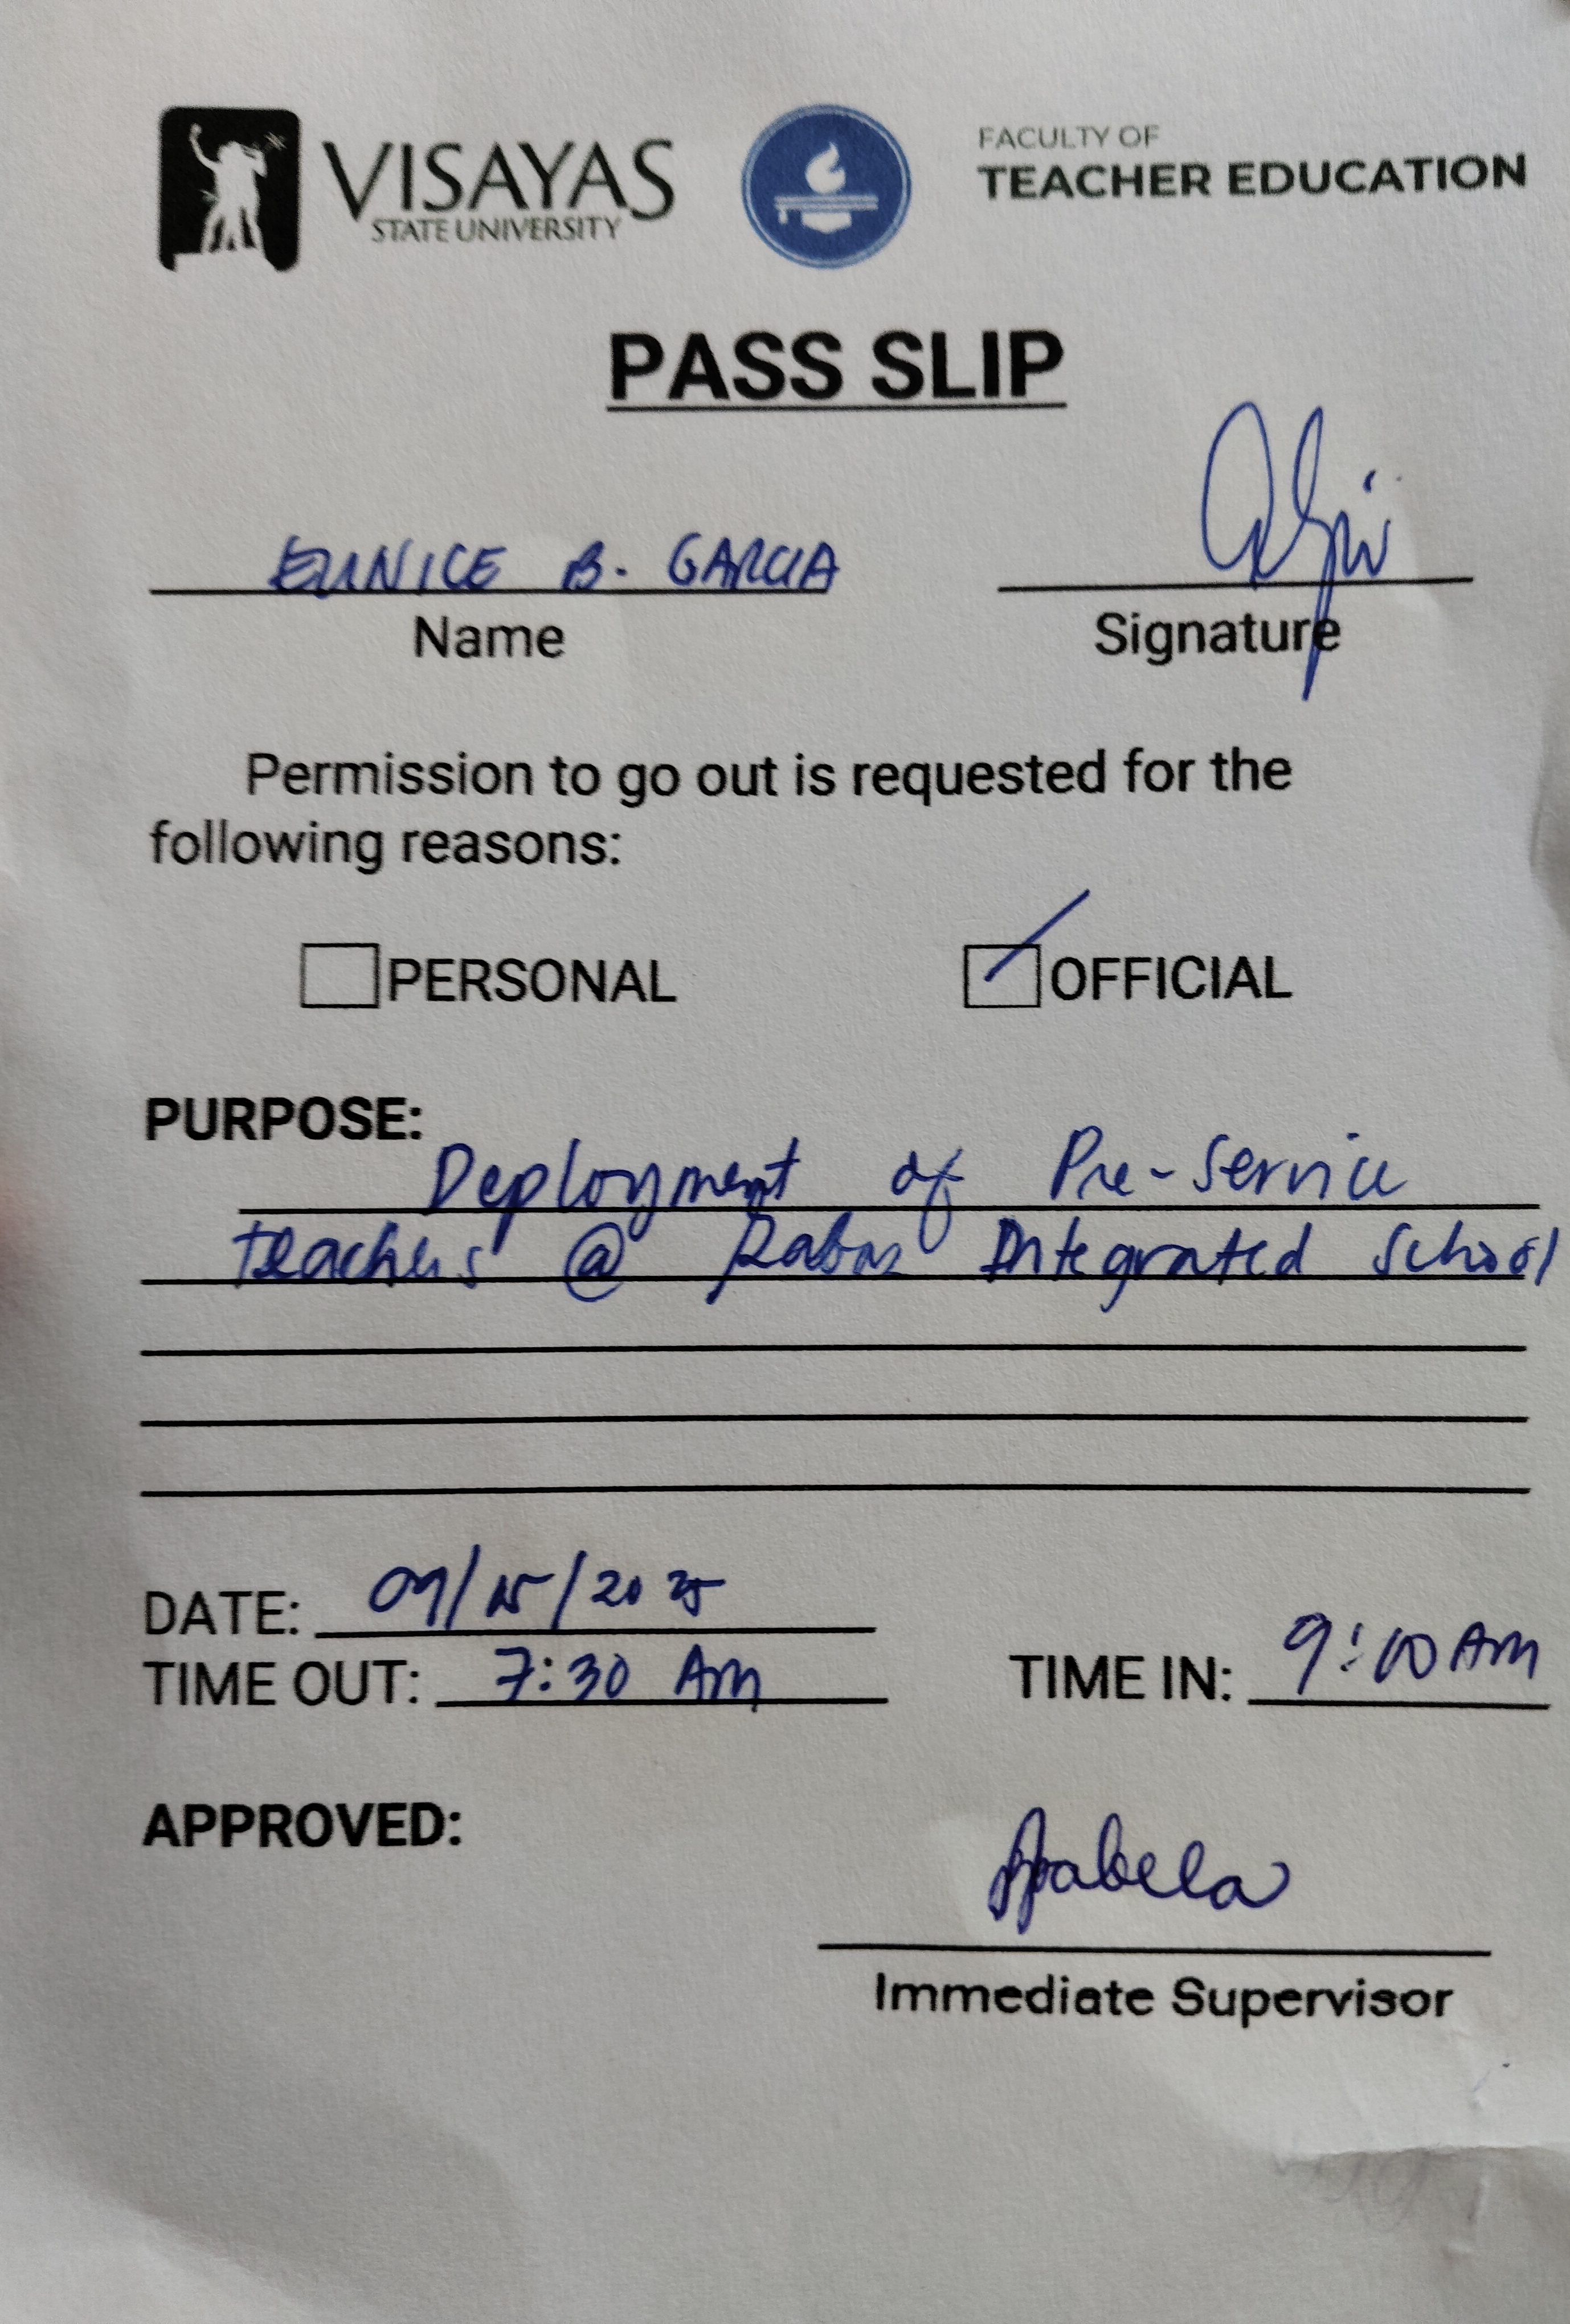 VISAYAS
STATE UNIVERSITY
FACULTY OF
TEACHER EDUCATION
PASS SLIP
EUNICE B. GARCIA
Name
Signature
Permission to go out is requested for the
following reasons:
PERSONAL
OFFICIAL
PURPOSE:
Deployment of Pre-Service
teachers @ Integrated School
DATE: 09/15/2025
TIME OUT: 7:30 AM
TIME IN: 9:00 AM
APPROVED:
Immediate Supervisor